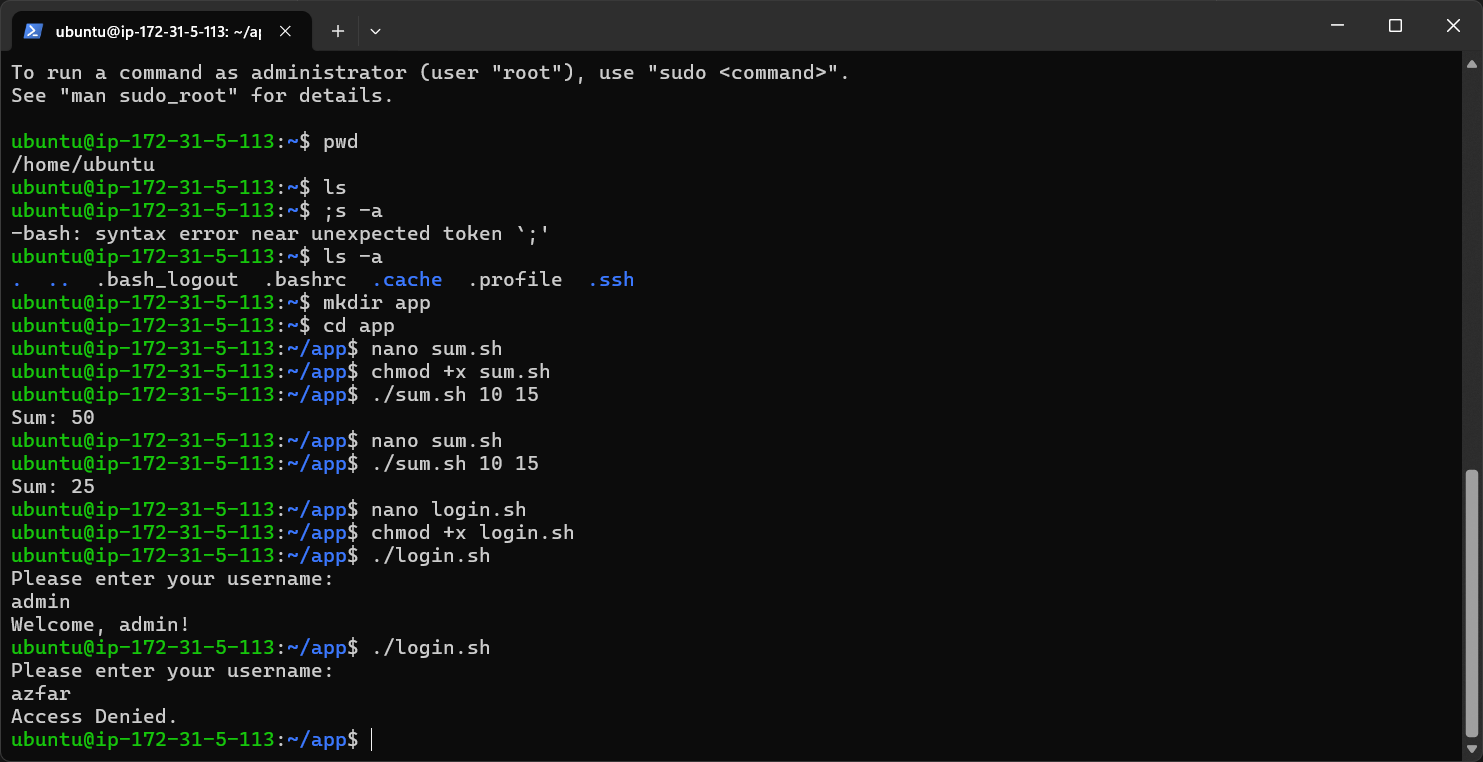 ubuntu@ip-172-31-5-113: ~/ap
To run a command as administrator (user "root"), use "sudo <command>".
See "man sudo_root" for details.
ubuntu@ip-172-31-5-113:~$ pwd
/home/ubuntu
ubuntu@ip-172-31-5-113:~$ ls
ubuntu@ip-172-31-5-113:~$ ;s -a
-bash: syntax error near unexpected token `;'
ubuntu@ip-172-31-5-113:~$ ls -a
.  ..  .bash_logout  .bashrc  .cache  .profile  .ssh
ubuntu@ip-172-31-5-113:~$ mkdir app
ubuntu@ip-172-31-5-113:~$ cd app
ubuntu@ip-172-31-5-113:~/app$ nano sum.sh
ubuntu@ip-172-31-5-113:~/app$ chmod +x sum.sh
ubuntu@ip-172-31-5-113:~/app$ ./sum.sh 10 15
Sum: 50
ubuntu@ip-172-31-5-113:~/app$ nano sum.sh
ubuntu@ip-172-31-5-113:~/app$ ./sum.sh 10 15
Sum: 25
ubuntu@ip-172-31-5-113:~/app$ nano login.sh
ubuntu@ip-172-31-5-113:~/app$ chmod +x login.sh
ubuntu@ip-172-31-5-113:~/app$ ./login.sh
Please enter your username:
admin
Welcome, admin!
ubuntu@ip-172-31-5-113:~/app$ ./login.sh
Please enter your username:
azfar
Access Denied.
ubuntu@ip-172-31-5-113:~/app$